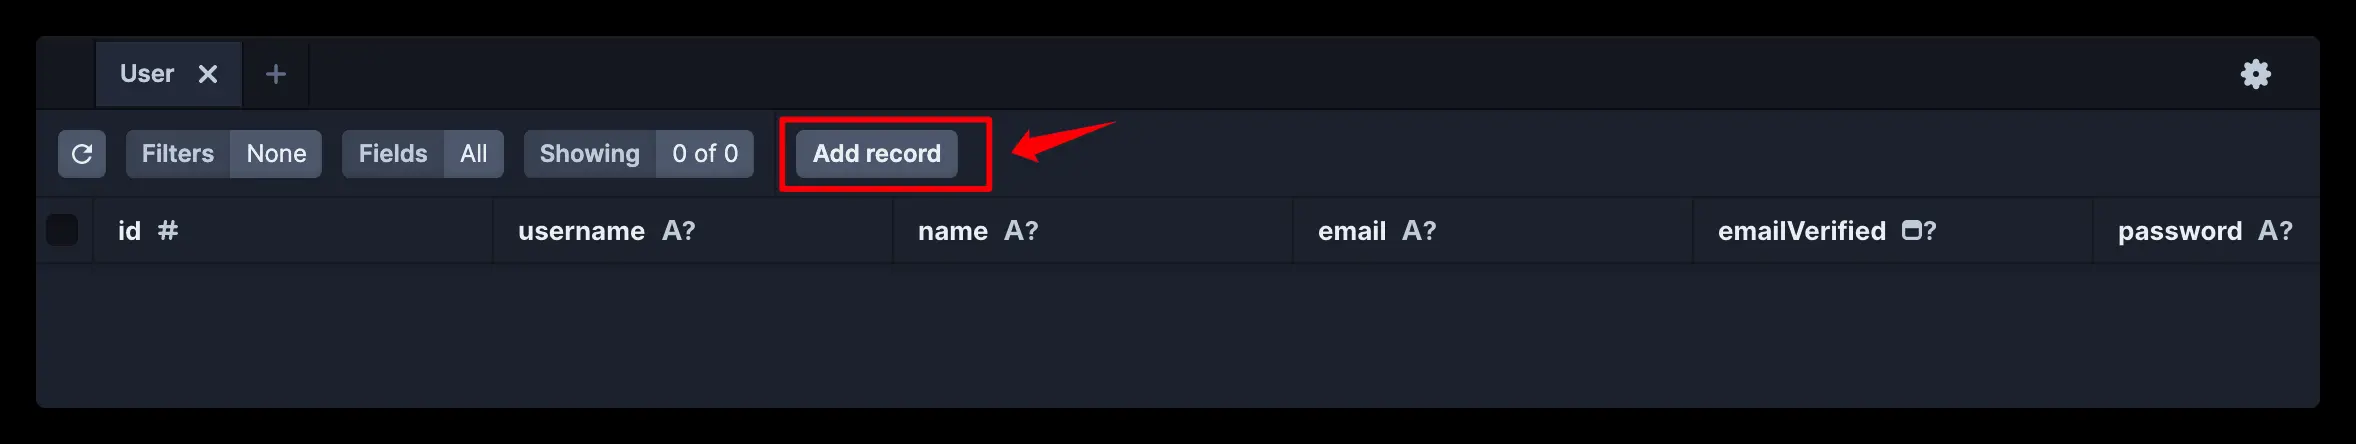 User
Filters None Fields All Showing 0 of 0 Add record
id # username A? name A? email A? emailVerified ? password A?